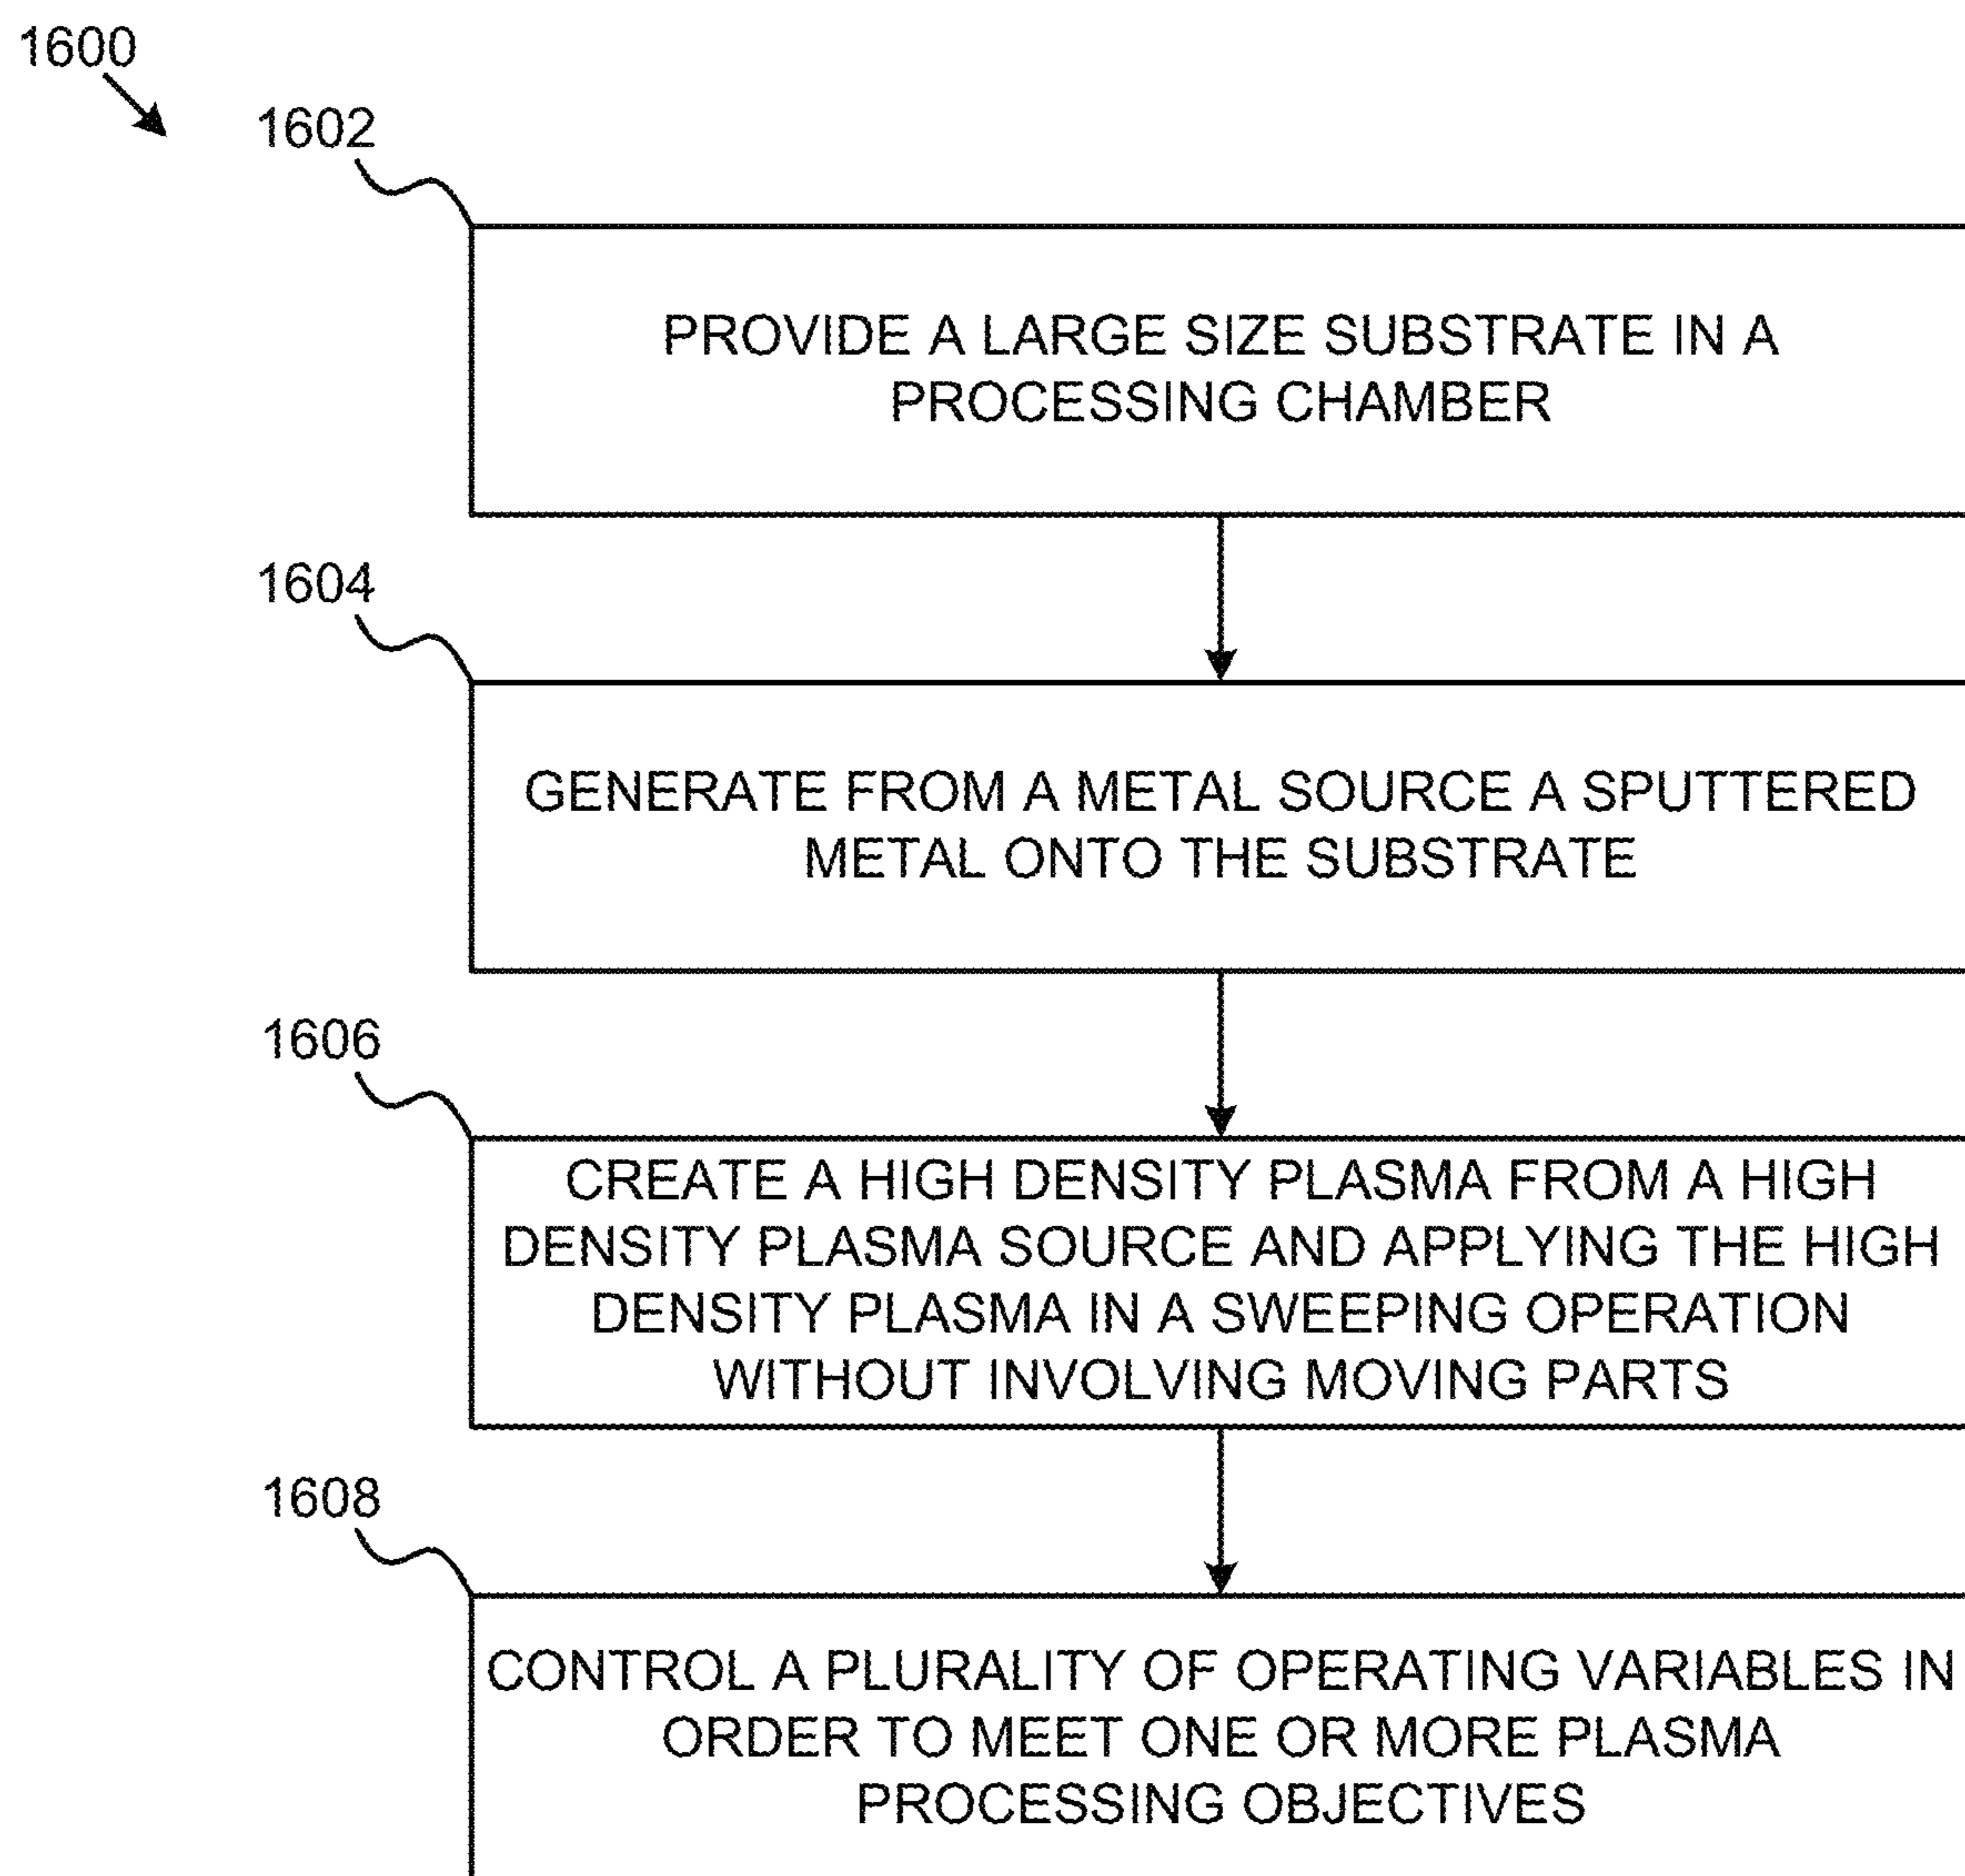 1600
1602
PROVIDE A LARGE SIZE SUBSTRATE IN A
PROCESSING CHAMBER
1604
GENERATE FROM A METAL SOURCE A SPUTTERED
METAL ONTO THE SUBSTRATE
1606
CREATE A HIGH DENSITY PLASMA FROM A HIGH
DENSITY PLASMA SOURCE AND APPLYING THE HIGH
DENSITY PLASMA IN A SWEEPING OPERATION
WITHOUT INVOLVING MOVING PARTS
1608
CONTROL A PLURALITY OF OPERATING VARIABLES IN
ORDER TO MEET ONE OR MORE PLASMA
PROCESSING OBJECTIVES